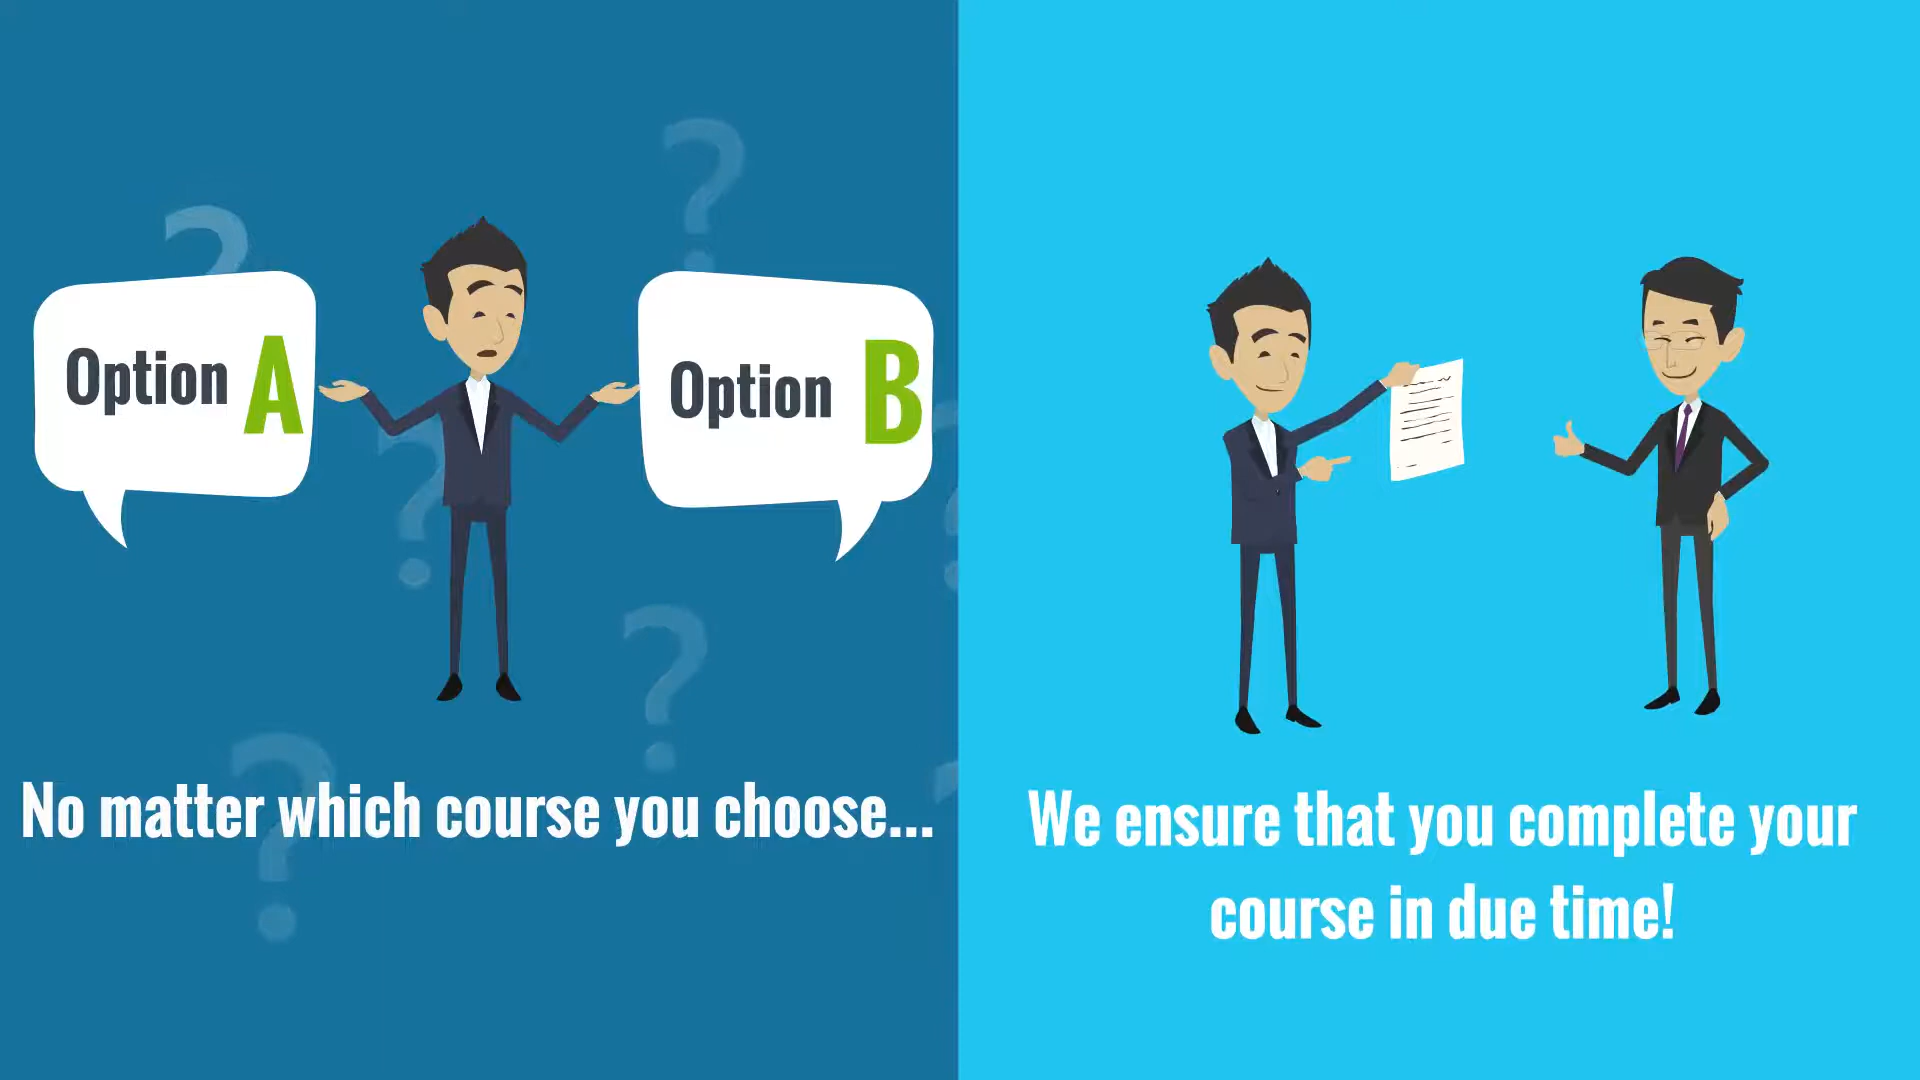 Option A
Option B
No matter which course you choose...
We ensure that you complete your
course in due time!